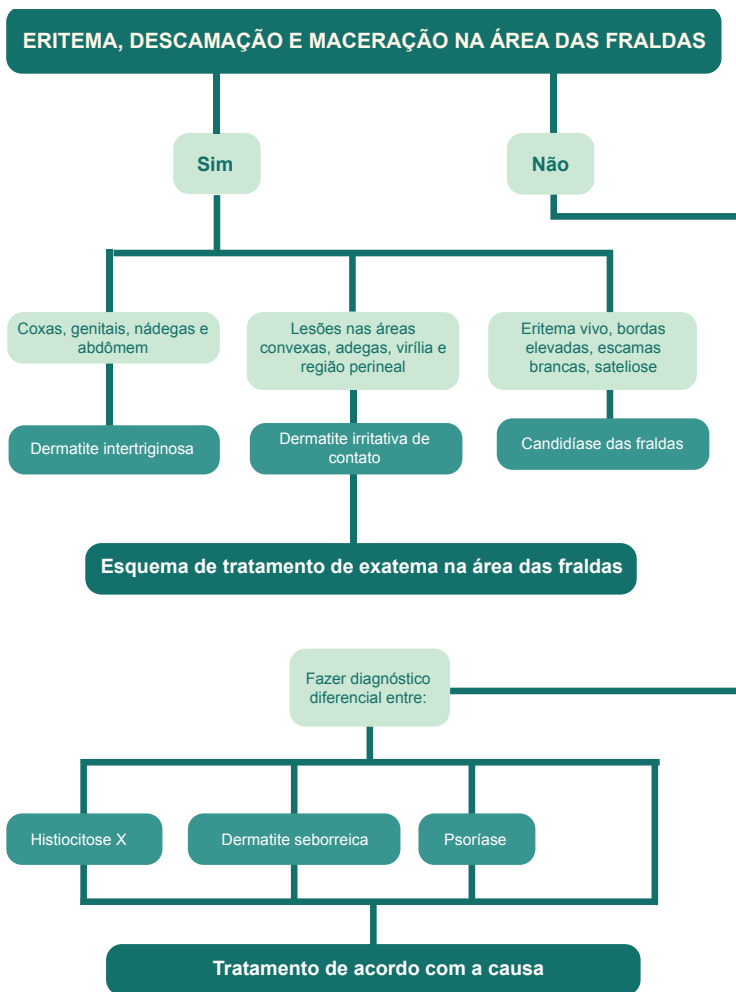 ERITEMA, DESCAMAÇÃO E MACERAÇÃO NA ÁREA DAS FRALDAS
Sim
Não
Coxas, genitais, nádegas e
abdômem
Lesões nas áreas
convexas, adegas, virília e
região perineal
Eritema vivo, bordas
elevadas, escamas
brancas, sateliose
Dermatite intertriginosa
Dermatite irritativa de
contato
Candidíase das fraldas
Esquema de tratamento de exatema na área das fraldas
Fazer diagnóstico
diferencial entre:
Histiocitose X
Dermatite seborreica
Psoríase
Tratamento de acordo com a causa